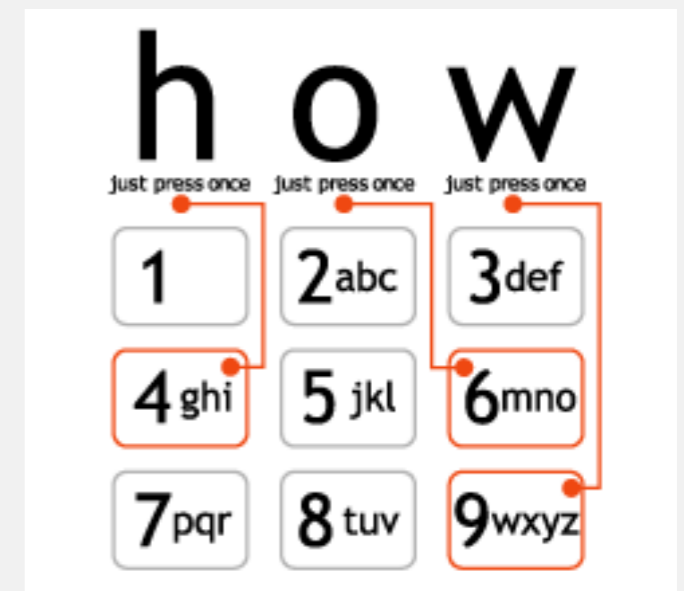 h o w
just press once just press once just press once
1 2abc 3def
4 ghi 5 jkl 6mno
7pqr 8 tuv 9wxyz